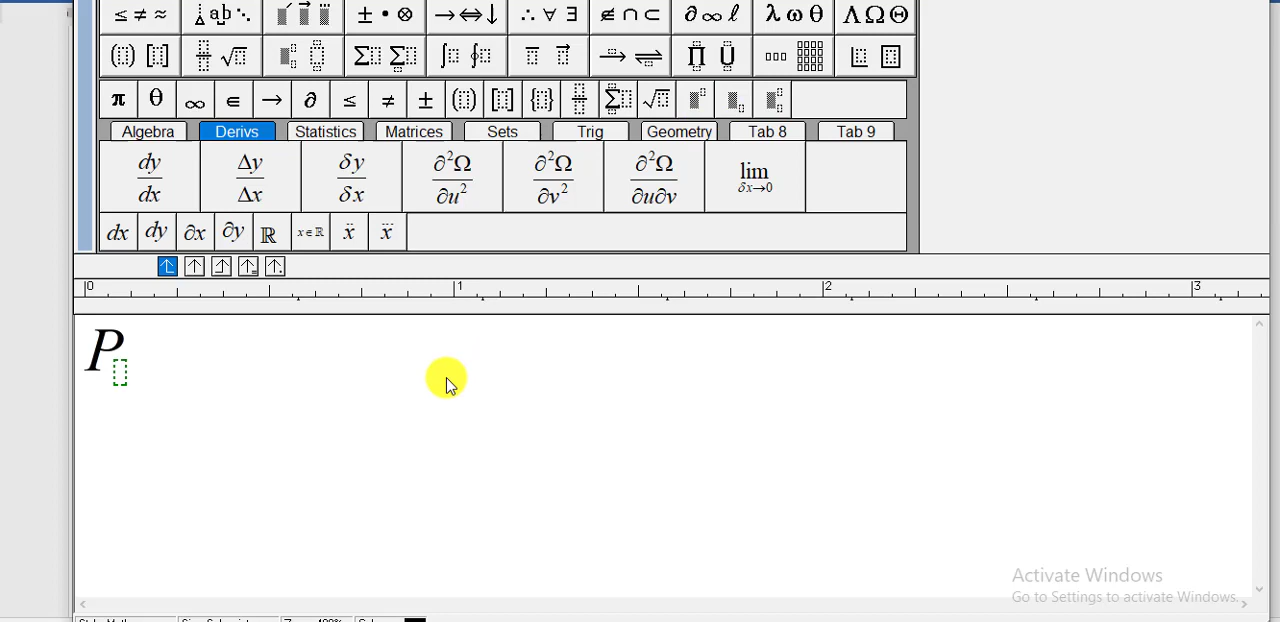 ≤ ≠ ≈ ∆ ab ± • ⊗ → ⇔ ↓ ∴ ∀ ∃ ∉ ∩ ⊂ ∂ ∞ ℓ λ ω θ Λ Ω Θ
π θ ∞ ∈ → ∂ ≤ ≠ ±
Algebra Derivs Statistics Matrices Sets Trig Geometry Tab 8 Tab 9
dy/dx Δy/Δx δy/δx ∂²Ω/∂u² ∂²Ω/∂v² ∂²Ω/∂u∂v lim δx→0
dx dy ∂x ∂y ℝ x∈ℝ ẍ x⃛
0 1 2 3
P
Activate Windows
Go to Settings to activate Windows.